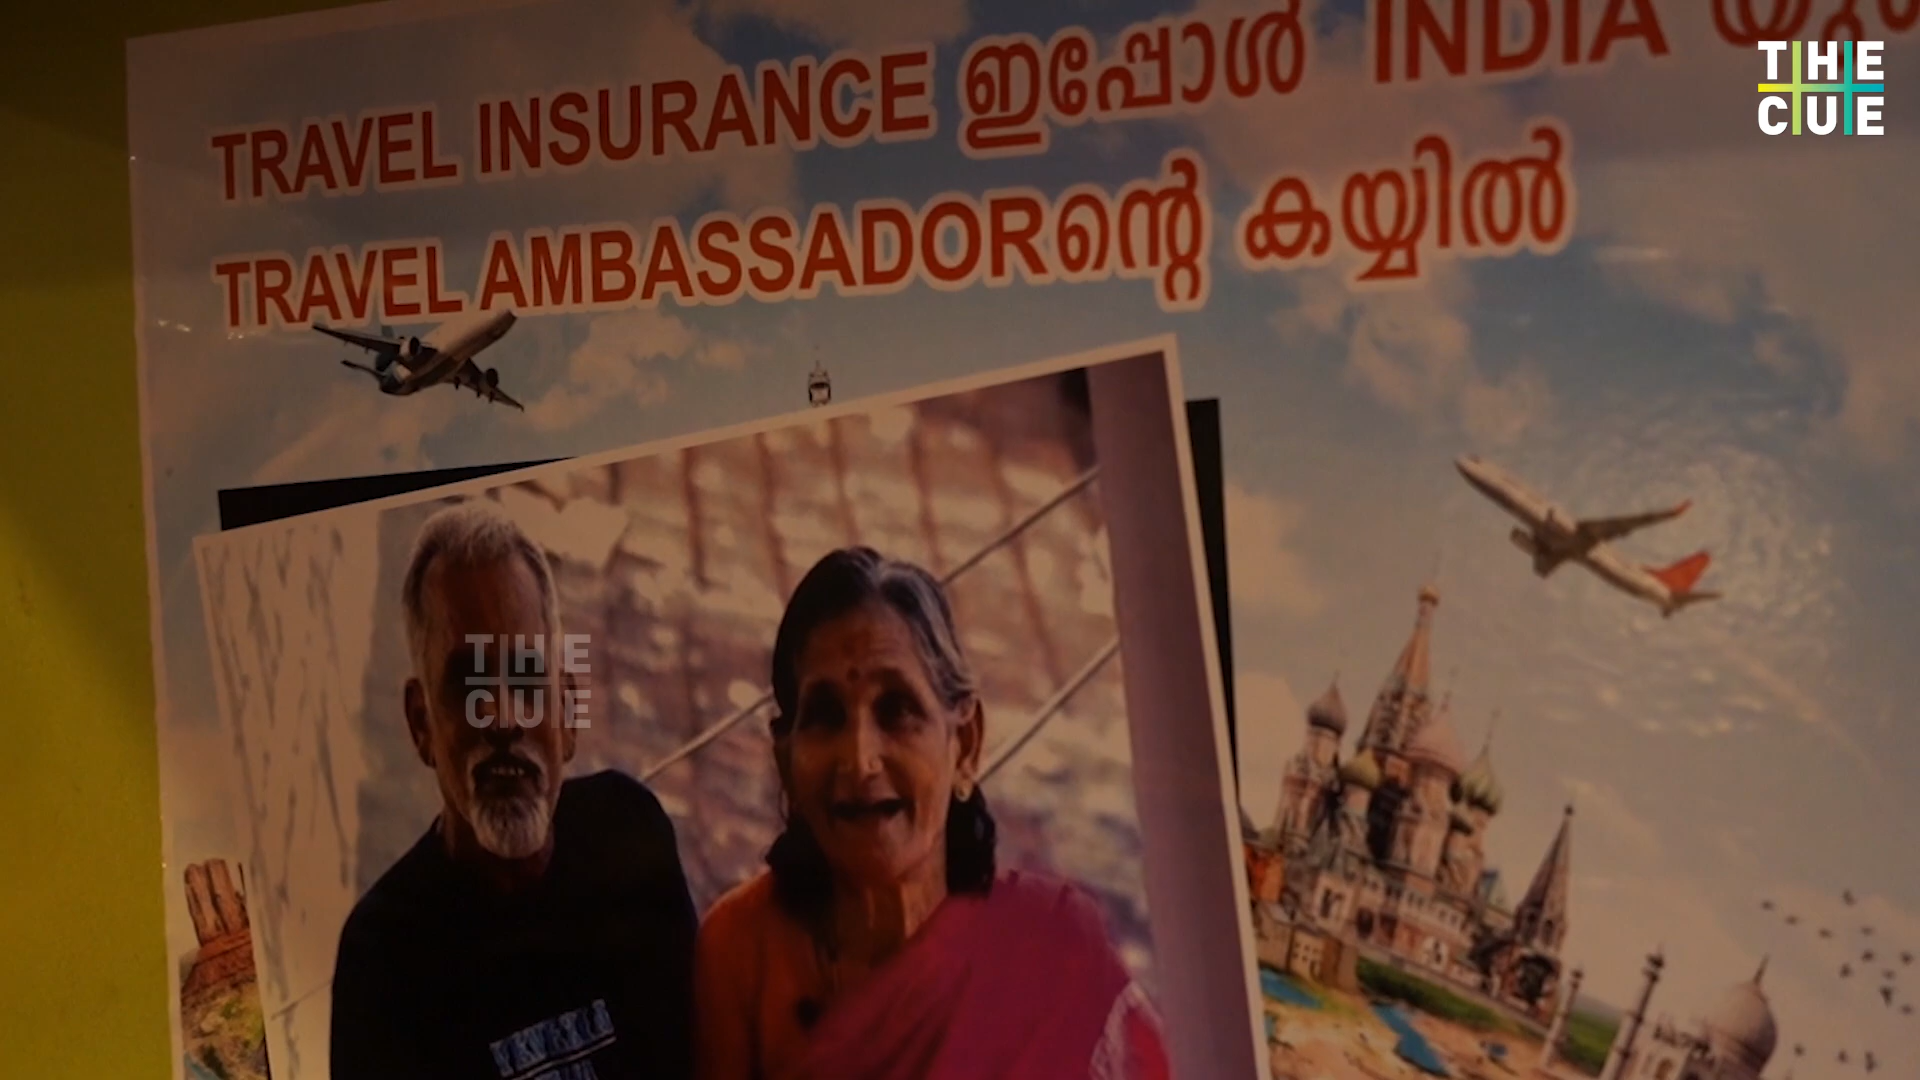 TRAVEL INSURANCE ഇപ്പോൾ INDIA യുടെ
TRAVEL AMBASSADORന്റെ കയ്യിൽ
THE
CUE
THE
CUE